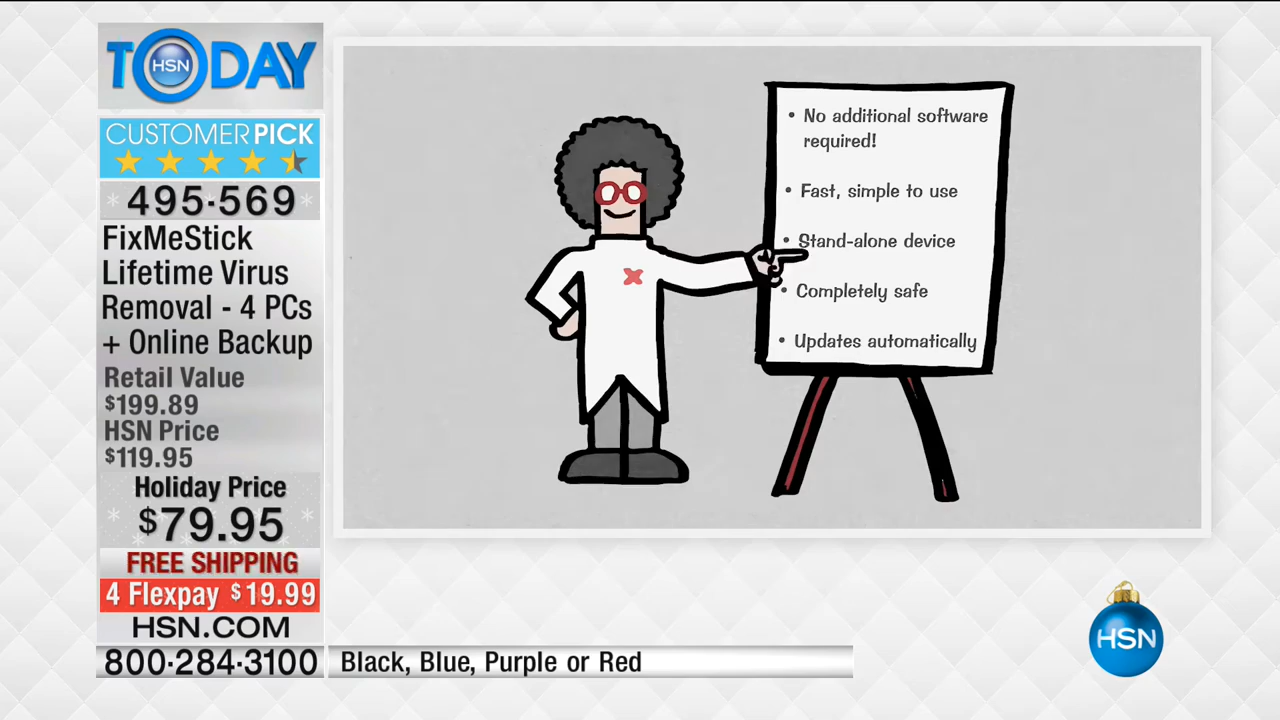 TODAY
HSN
CUSTOMER PICK
495-569
FixMeStick
Lifetime Virus
Removal - 4 PCs
+ Online Backup
Retail Value
$199.89
HSN Price
$119.95
Holiday Price
$79.95
FREE SHIPPING
4 Flexpay $19.99
HSN.COM
800·284·3100
Black, Blue, Purple or Red
• No additional software
required!
• Fast, simple to use
• Stand-alone device
• Completely safe
• Updates automatically
HSN